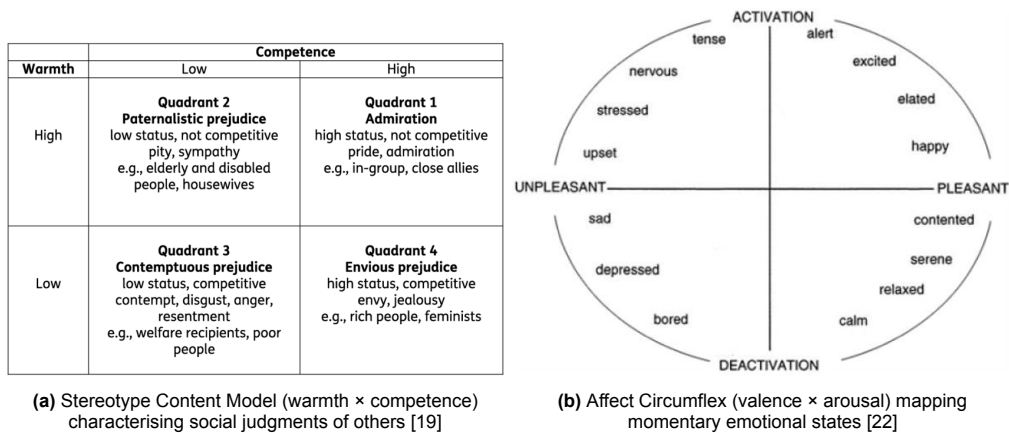 Competence
Warmth Low High
High
Quadrant 2
Paternalistic prejudice
low status, not competitive
pity, sympathy
e.g., elderly and disabled
people, housewives
Quadrant 1
Admiration
high status, not competitive
pride, admiration
e.g., in-group, close allies
Low
Quadrant 3
Contemptuous prejudice
low status, competitive
contempt, disgust, anger,
resentment
e.g., welfare recipients, poor
people
Quadrant 4
Envious prejudice
high status, competitive
envy, jealousy
e.g., rich people, feminists
(a) Stereotype Content Model (warmth × competence)
characterising social judgments of others [19]
ACTIVATION
tense alert
nervous excited
stressed elated
upset happy
UNPLEASANT PLEASANT
sad contented
depressed serene
relaxed
bored calm
DEACTIVATION
(b) Affect Circumflex (valence × arousal) mapping
momentary emotional states [22]